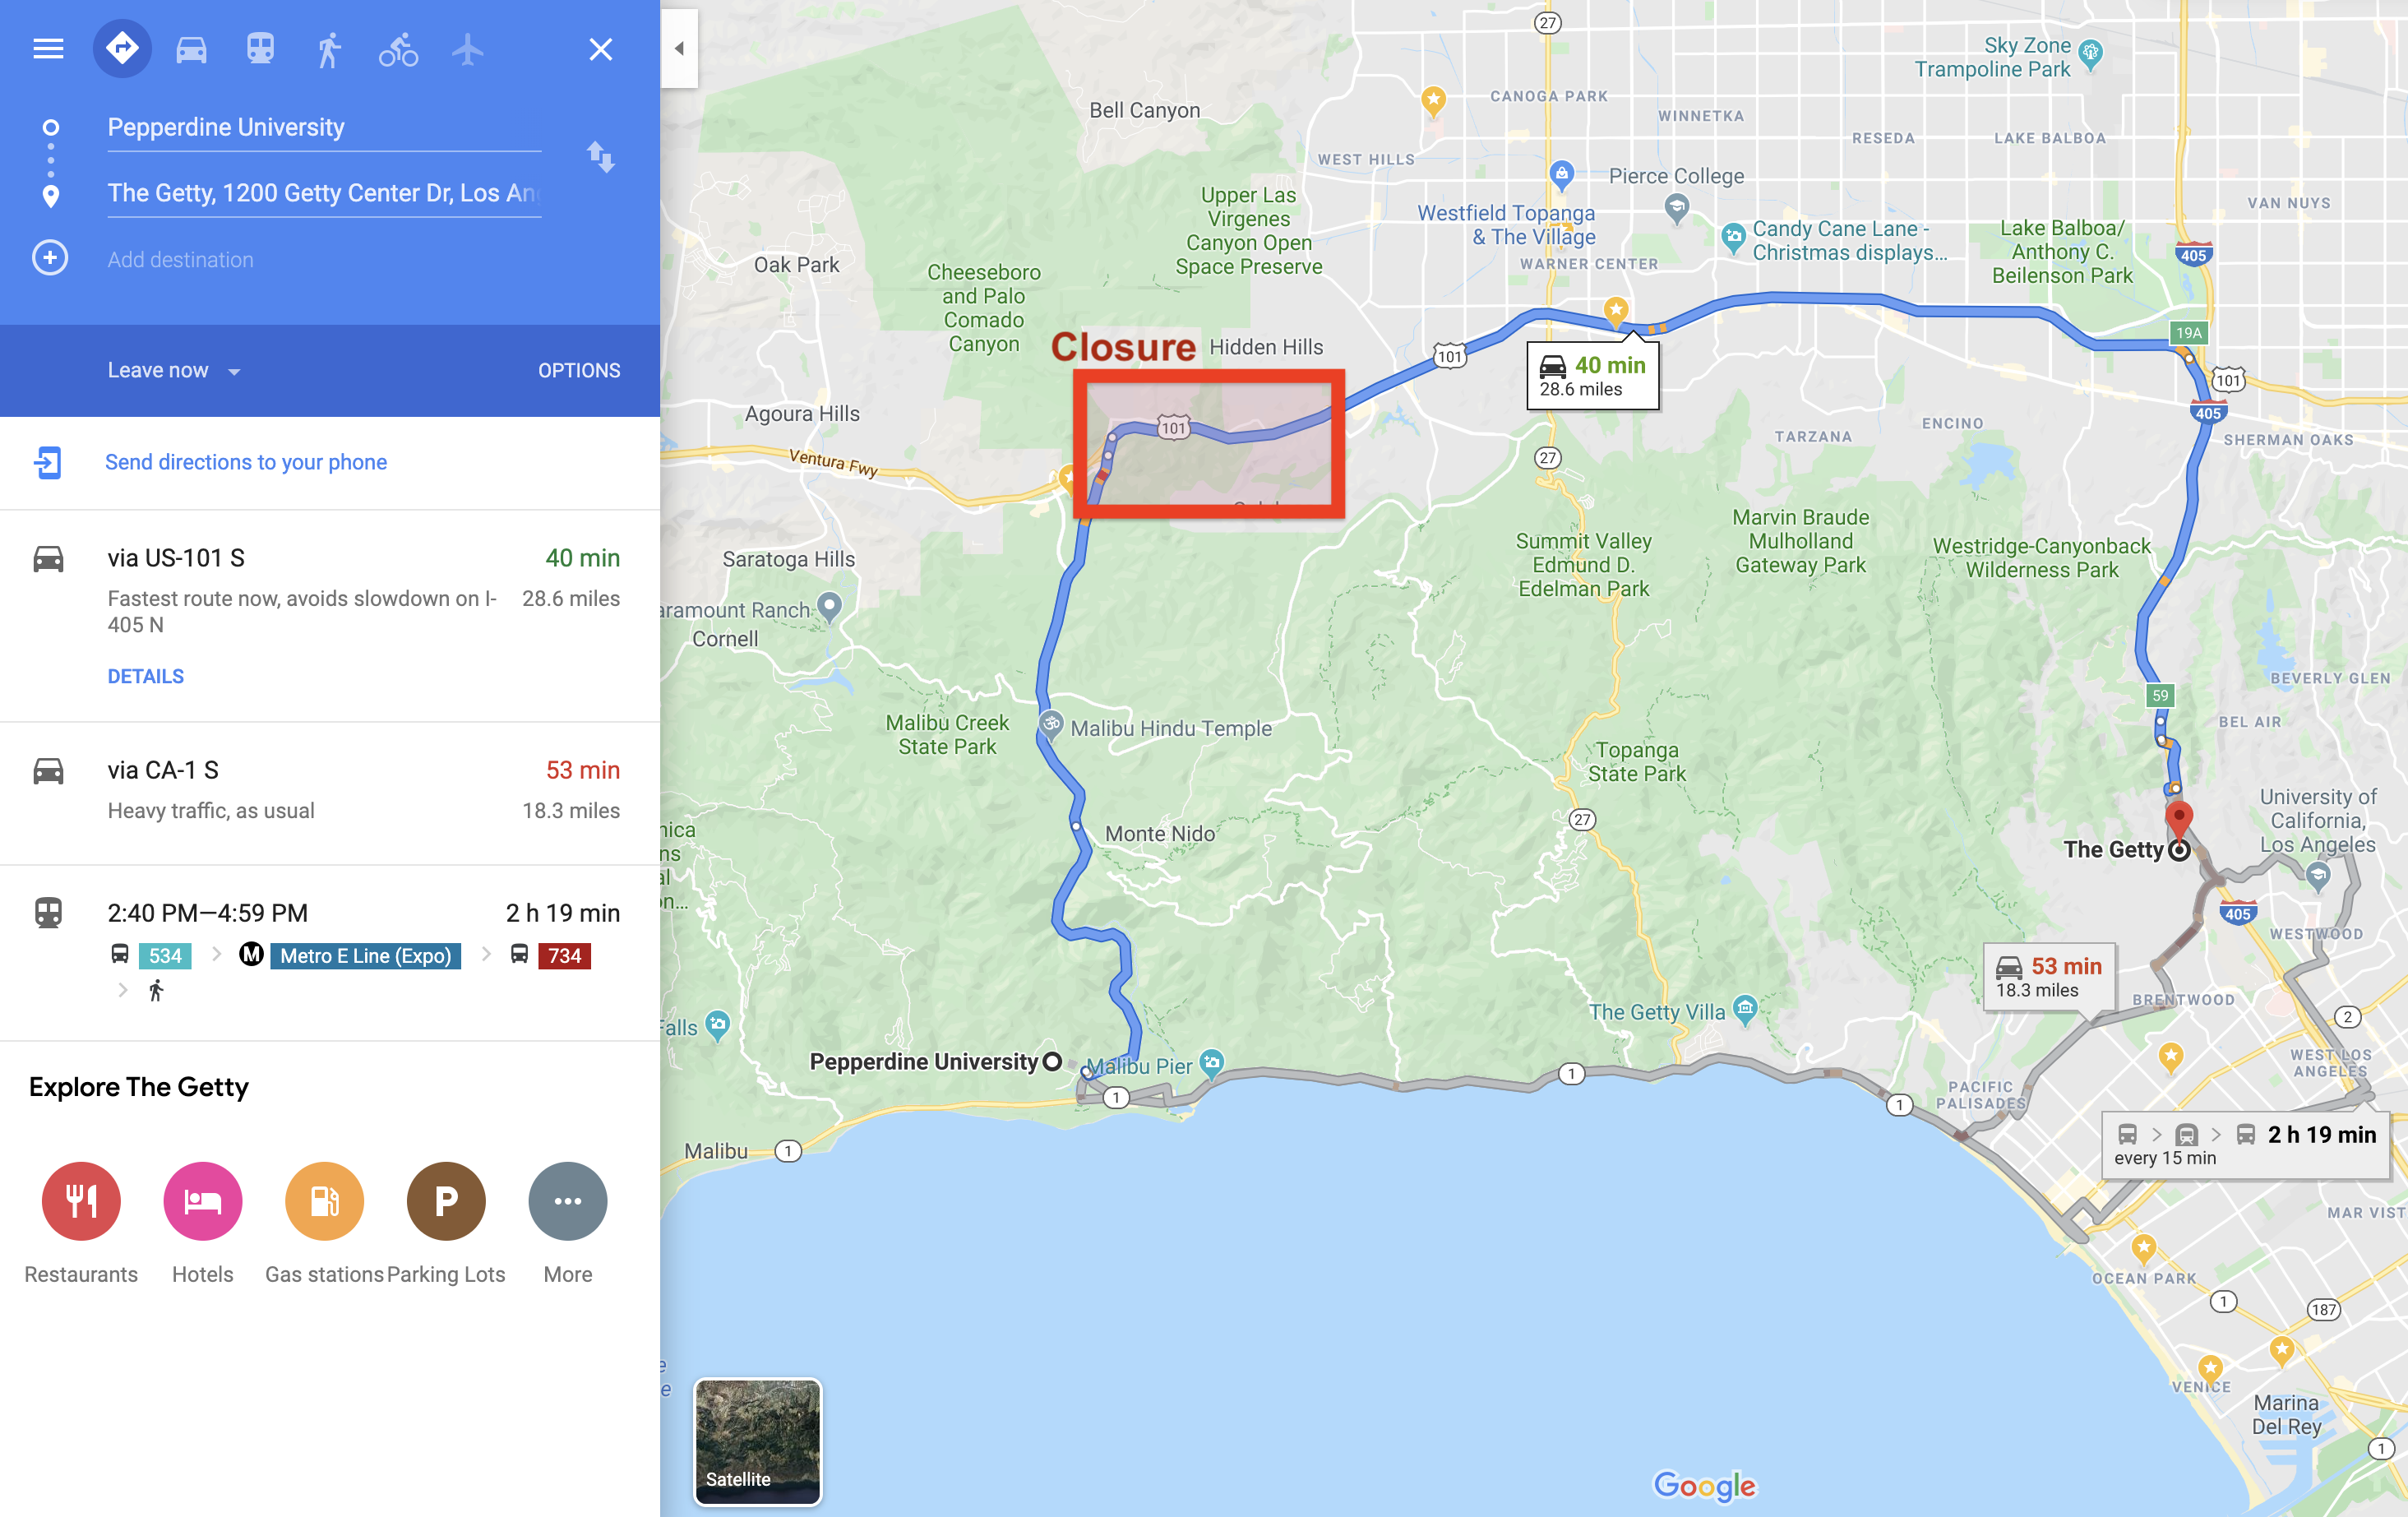 Pepperdine University
The Getty, 1200 Getty Center Dr, Los An
Add destination
Leave now
OPTIONS
Send directions to your phone
via US-101 S
40 min
Fastest route now, avoids slowdown on I-
405 N
28.6 miles
DETAILS
via CA-1 S
53 min
Heavy traffic, as usual
18.3 miles
2:40 PM—4:59 PM
2 h 19 min
534
M
Metro E Line (Expo)
734
Explore The Getty
P
Restaurants
Hotels
Gas stations
Parking Lots
More
27
Sky Zone
Trampoline Park
Bell Canyon
CANOGA PARK
WINNETKA
RESEDA
LAKE BALBOA
WEST HILLS
Pierce College
Upper Las
Virgenes
Canyon Open
Space Preserve
Westfield Topanga
& The Village
VAN NUYS
Candy Cane Lane -
Christmas displays...
Lake Balboa/
Anthony C.
Beilenson Park
405
Oak Park
Cheeseboro
and Palo
Comado
Canyon
WARNER CENTER
Closure
Hidden Hills
101
19A
40 min
28.6 miles
101
405
Agoura Hills
101
ENCINO
TARZANA
SHERMAN OAKS
Ventura Fwy
27
Saratoga Hills
Summit Valley
Edmund D.
Edelman Park
Marvin Braude
Mulholland
Gateway Park
Westridge-Canyonback
Wilderness Park
aramount Ranch
Cornell
BEVERLY GLEN
59
Malibu Creek
State Park
Malibu Hindu Temple
BEL AIR
Topanga
State Park
University of
California,
Los Angeles
27
Monte Nido
nica
ns
al
on...
The Getty
405
WESTWOOD
53 min
18.3 miles
BRENTWOOD
Falls
The Getty Villa
2
Pepperdine University
Malibu Pier
WEST LOS
ANGELES
1
1
1
PACIFIC
PALISADES
Malibu
1
2 h 19 min
every 15 min
MAR VIST
OCEAN PARK
1
187
e
e
VENICE
Marina
Del Rey
1
Satellite
Google